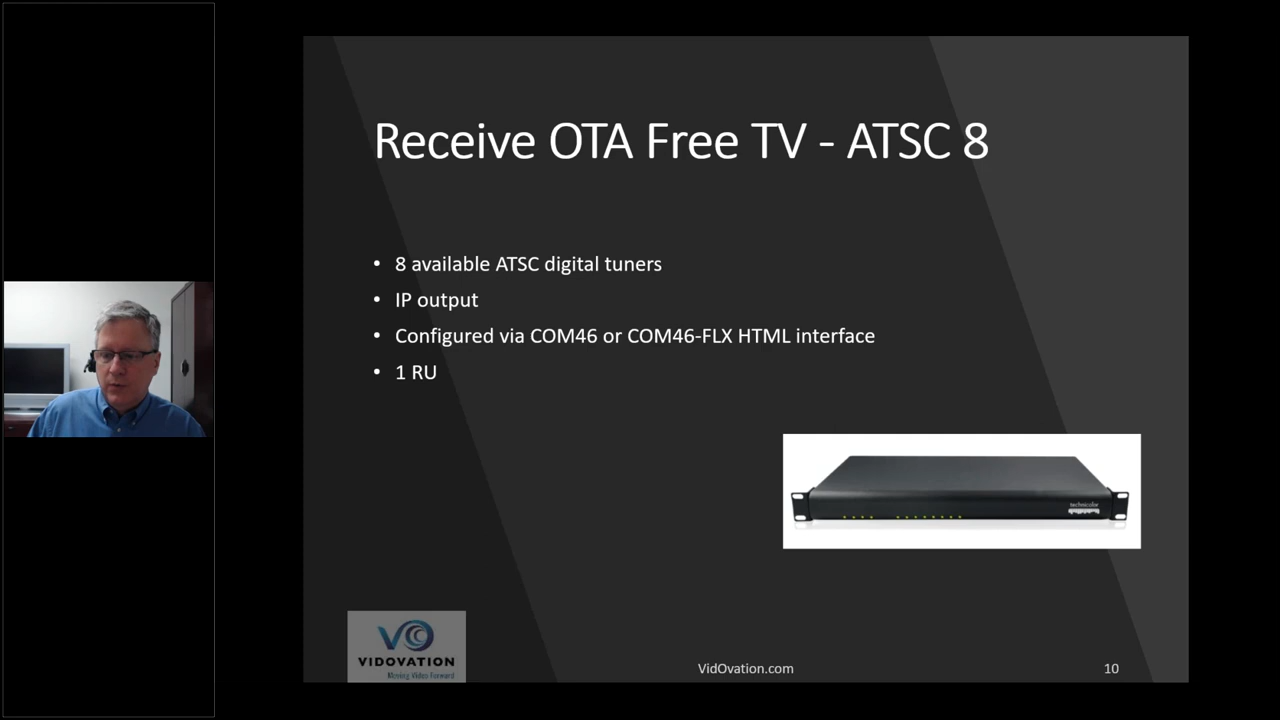 Receive OTA Free TV - ATSC 8
• 8 available ATSC digital tuners
• IP output
• Configured via COM46 or COM46-FLX HTML interface
• 1 RU
technicolor
VIDOVATION
Moving Video Forward
VidOvation.com
10